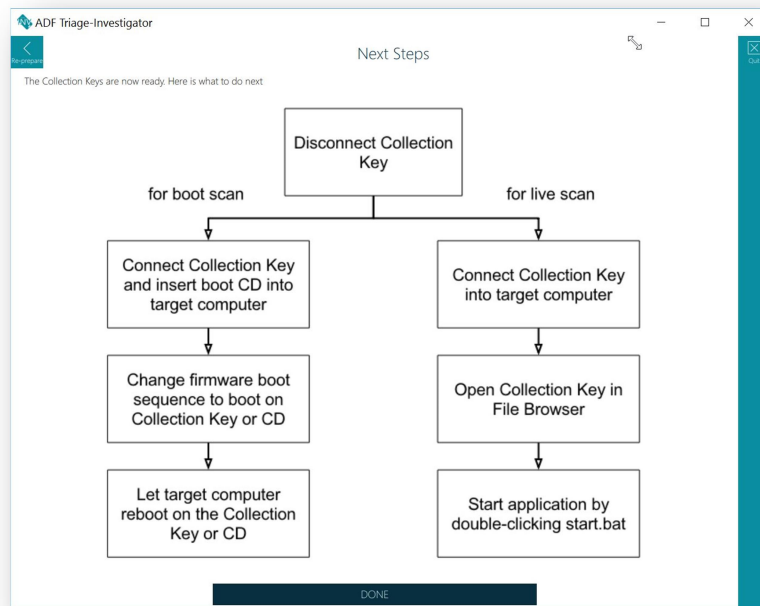 ADF Triage-Investigator
Re-prepare
Next Steps
Quit
The Collection Keys are now ready. Here is what to do next
Disconnect Collection
Key
for boot scan
for live scan
Connect Collection Key
and insert boot CD into
target computer
Change firmware boot
sequence to boot on
Collection Key or CD
Let target computer
reboot on the Collection
Key or CD
Connect Collection Key
into target computer
Open Collection Key in
File Browser
Start application by
double-clicking start.bat
DONE